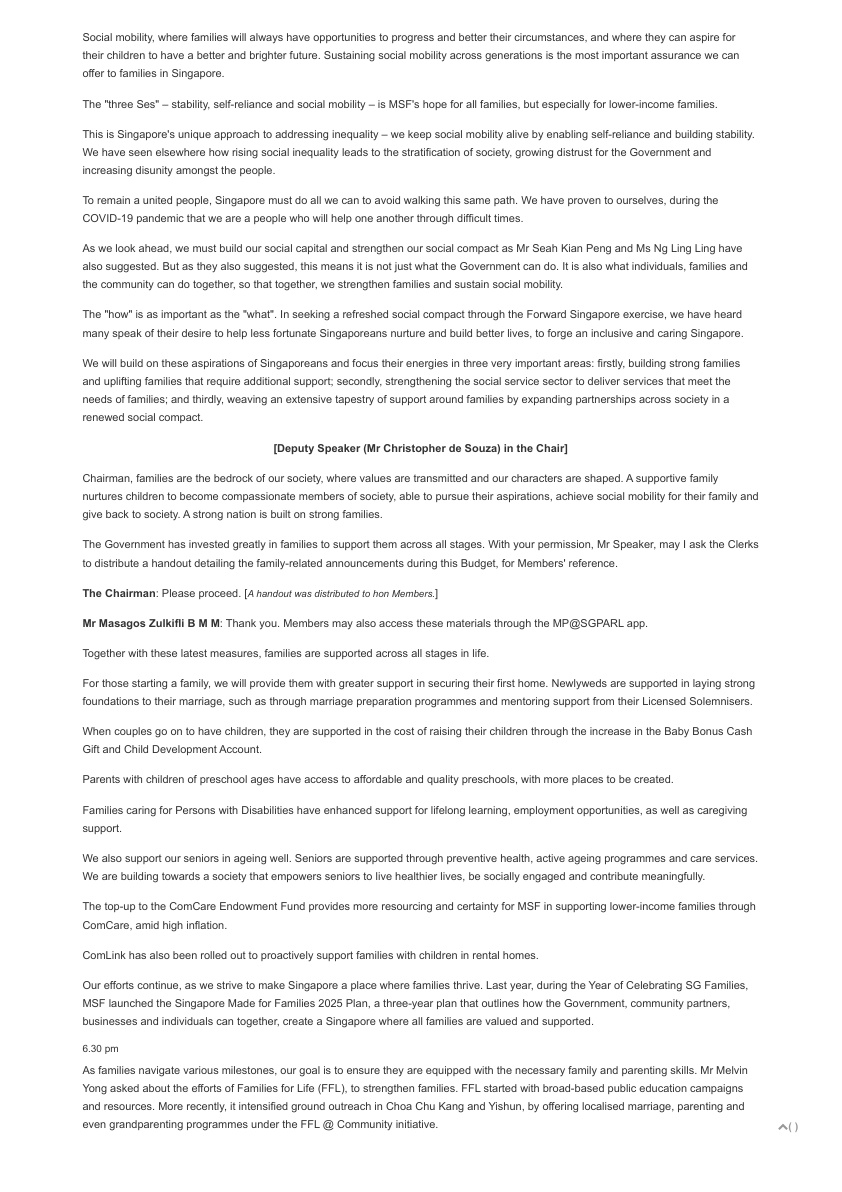 Social mobility, where families will always have opportunities to progress and better their circumstances, and where they can aspire for
their children to have a better and brighter future. Sustaining social mobility across generations is the most important assurance we can
offer to families in Singapore.
The "three Ses" – stability, self-reliance and social mobility – is MSF's hope for all families, but especially for lower-income families.
This is Singapore's unique approach to addressing inequality – we keep social mobility alive by enabling self-reliance and building stability.
We have seen elsewhere how rising social inequality leads to the stratification of society, growing distrust for the Government and
increasing disunity amongst the people.
To remain a united people, Singapore must do all we can to avoid walking this same path. We have proven to ourselves, during the
COVID-19 pandemic that we are a people who will help one another through difficult times.
As we look ahead, we must build our social capital and strengthen our social compact as Mr Seah Kian Peng and Ms Ng Ling Ling have
also suggested. But as they also suggested, this means it is not just what the Government can do. It is also what individuals, families and
the community can do together, so that together, we strengthen families and sustain social mobility.
The "how" is as important as the "what". In seeking a refreshed social compact through the Forward Singapore exercise, we have heard
many speak of their desire to help less fortunate Singaporeans nurture and build better lives, to forge an inclusive and caring Singapore.
We will build on these aspirations of Singaporeans and focus their energies in three very important areas: firstly, building strong families
and uplifting families that require additional support; secondly, strengthening the social service sector to deliver services that meet the
needs of families; and thirdly, weaving an extensive tapestry of support around families by expanding partnerships across society in a
renewed social compact.
[Deputy Speaker (Mr Christopher de Souza) in the Chair]
Chairman, families are the bedrock of our society, where values are transmitted and our characters are shaped. A supportive family
nurtures children to become compassionate members of society, able to pursue their aspirations, achieve social mobility for their family and
give back to society. A strong nation is built on strong families.
The Government has invested greatly in families to support them across all stages. With your permission, Mr Speaker, may I ask the Clerks
to distribute a handout detailing the family-related announcements during this Budget, for Members' reference.
The Chairman: Please proceed. [A handout was distributed to hon Members.]
Mr Masagos Zulkifli B M M: Thank you. Members may also access these materials through the MP@SGPARL app.
Together with these latest measures, families are supported across all stages in life.
For those starting a family, we will provide them with greater support in securing their first home. Newlyweds are supported in laying strong
foundations to their marriage, such as through marriage preparation programmes and mentoring support from their Licensed Solemnisers.
When couples go on to have children, they are supported in the cost of raising their children through the increase in the Baby Bonus Cash
Gift and Child Development Account.
Parents with children of preschool ages have access to affordable and quality preschools, with more places to be created.
Families caring for Persons with Disabilities have enhanced support for lifelong learning, employment opportunities, as well as caregiving
support.
We also support our seniors in ageing well. Seniors are supported through preventive health, active ageing programmes and care services.
We are building towards a society that empowers seniors to live healthier lives, be socially engaged and contribute meaningfully.
The top-up to the ComCare Endowment Fund provides more resourcing and certainty for MSF in supporting lower-income families through
ComCare, amid high inflation.
ComLink has also been rolled out to proactively support families with children in rental homes.
Our efforts continue, as we strive to make Singapore a place where families thrive. Last year, during the Year of Celebrating SG Families,
MSF launched the Singapore Made for Families 2025 Plan, a three-year plan that outlines how the Government, community partners,
businesses and individuals can together, create a Singapore where all families are valued and supported.
6.30 pm
As families navigate various milestones, our goal is to ensure they are equipped with the necessary family and parenting skills. Mr Melvin
Yong asked about the efforts of Families for Life (FFL), to strengthen families. FFL started with broad-based public education campaigns
and resources. More recently, it intensified ground outreach in Choa Chu Kang and Yishun, by offering localised marriage, parenting and
even grandparenting programmes under the FFL @ Community initiative.
( )